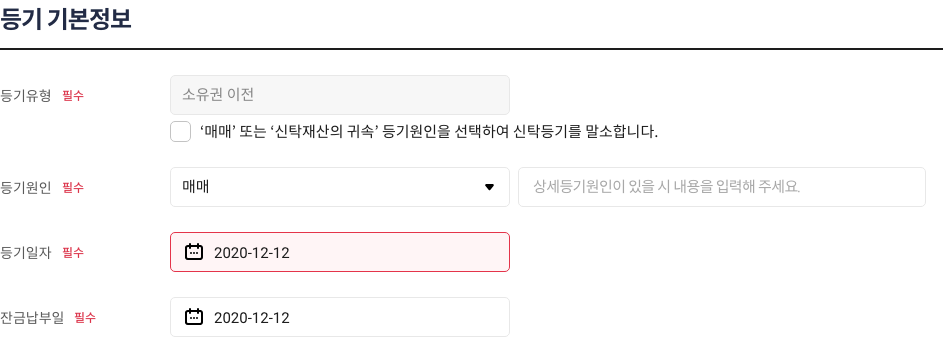 등기 기본정보
등기유형 필수 소유권 이전
‘매매’ 또는 ‘신탁재산의 귀속’ 등기원인을 선택하여 신탁등기를 말소합니다.
등기원인 필수 매매 상세등기원인이 있을 시 내용을 입력해 주세요.
등기일자 필수 2020-12-12
잔금납부일 필수 2020-12-12